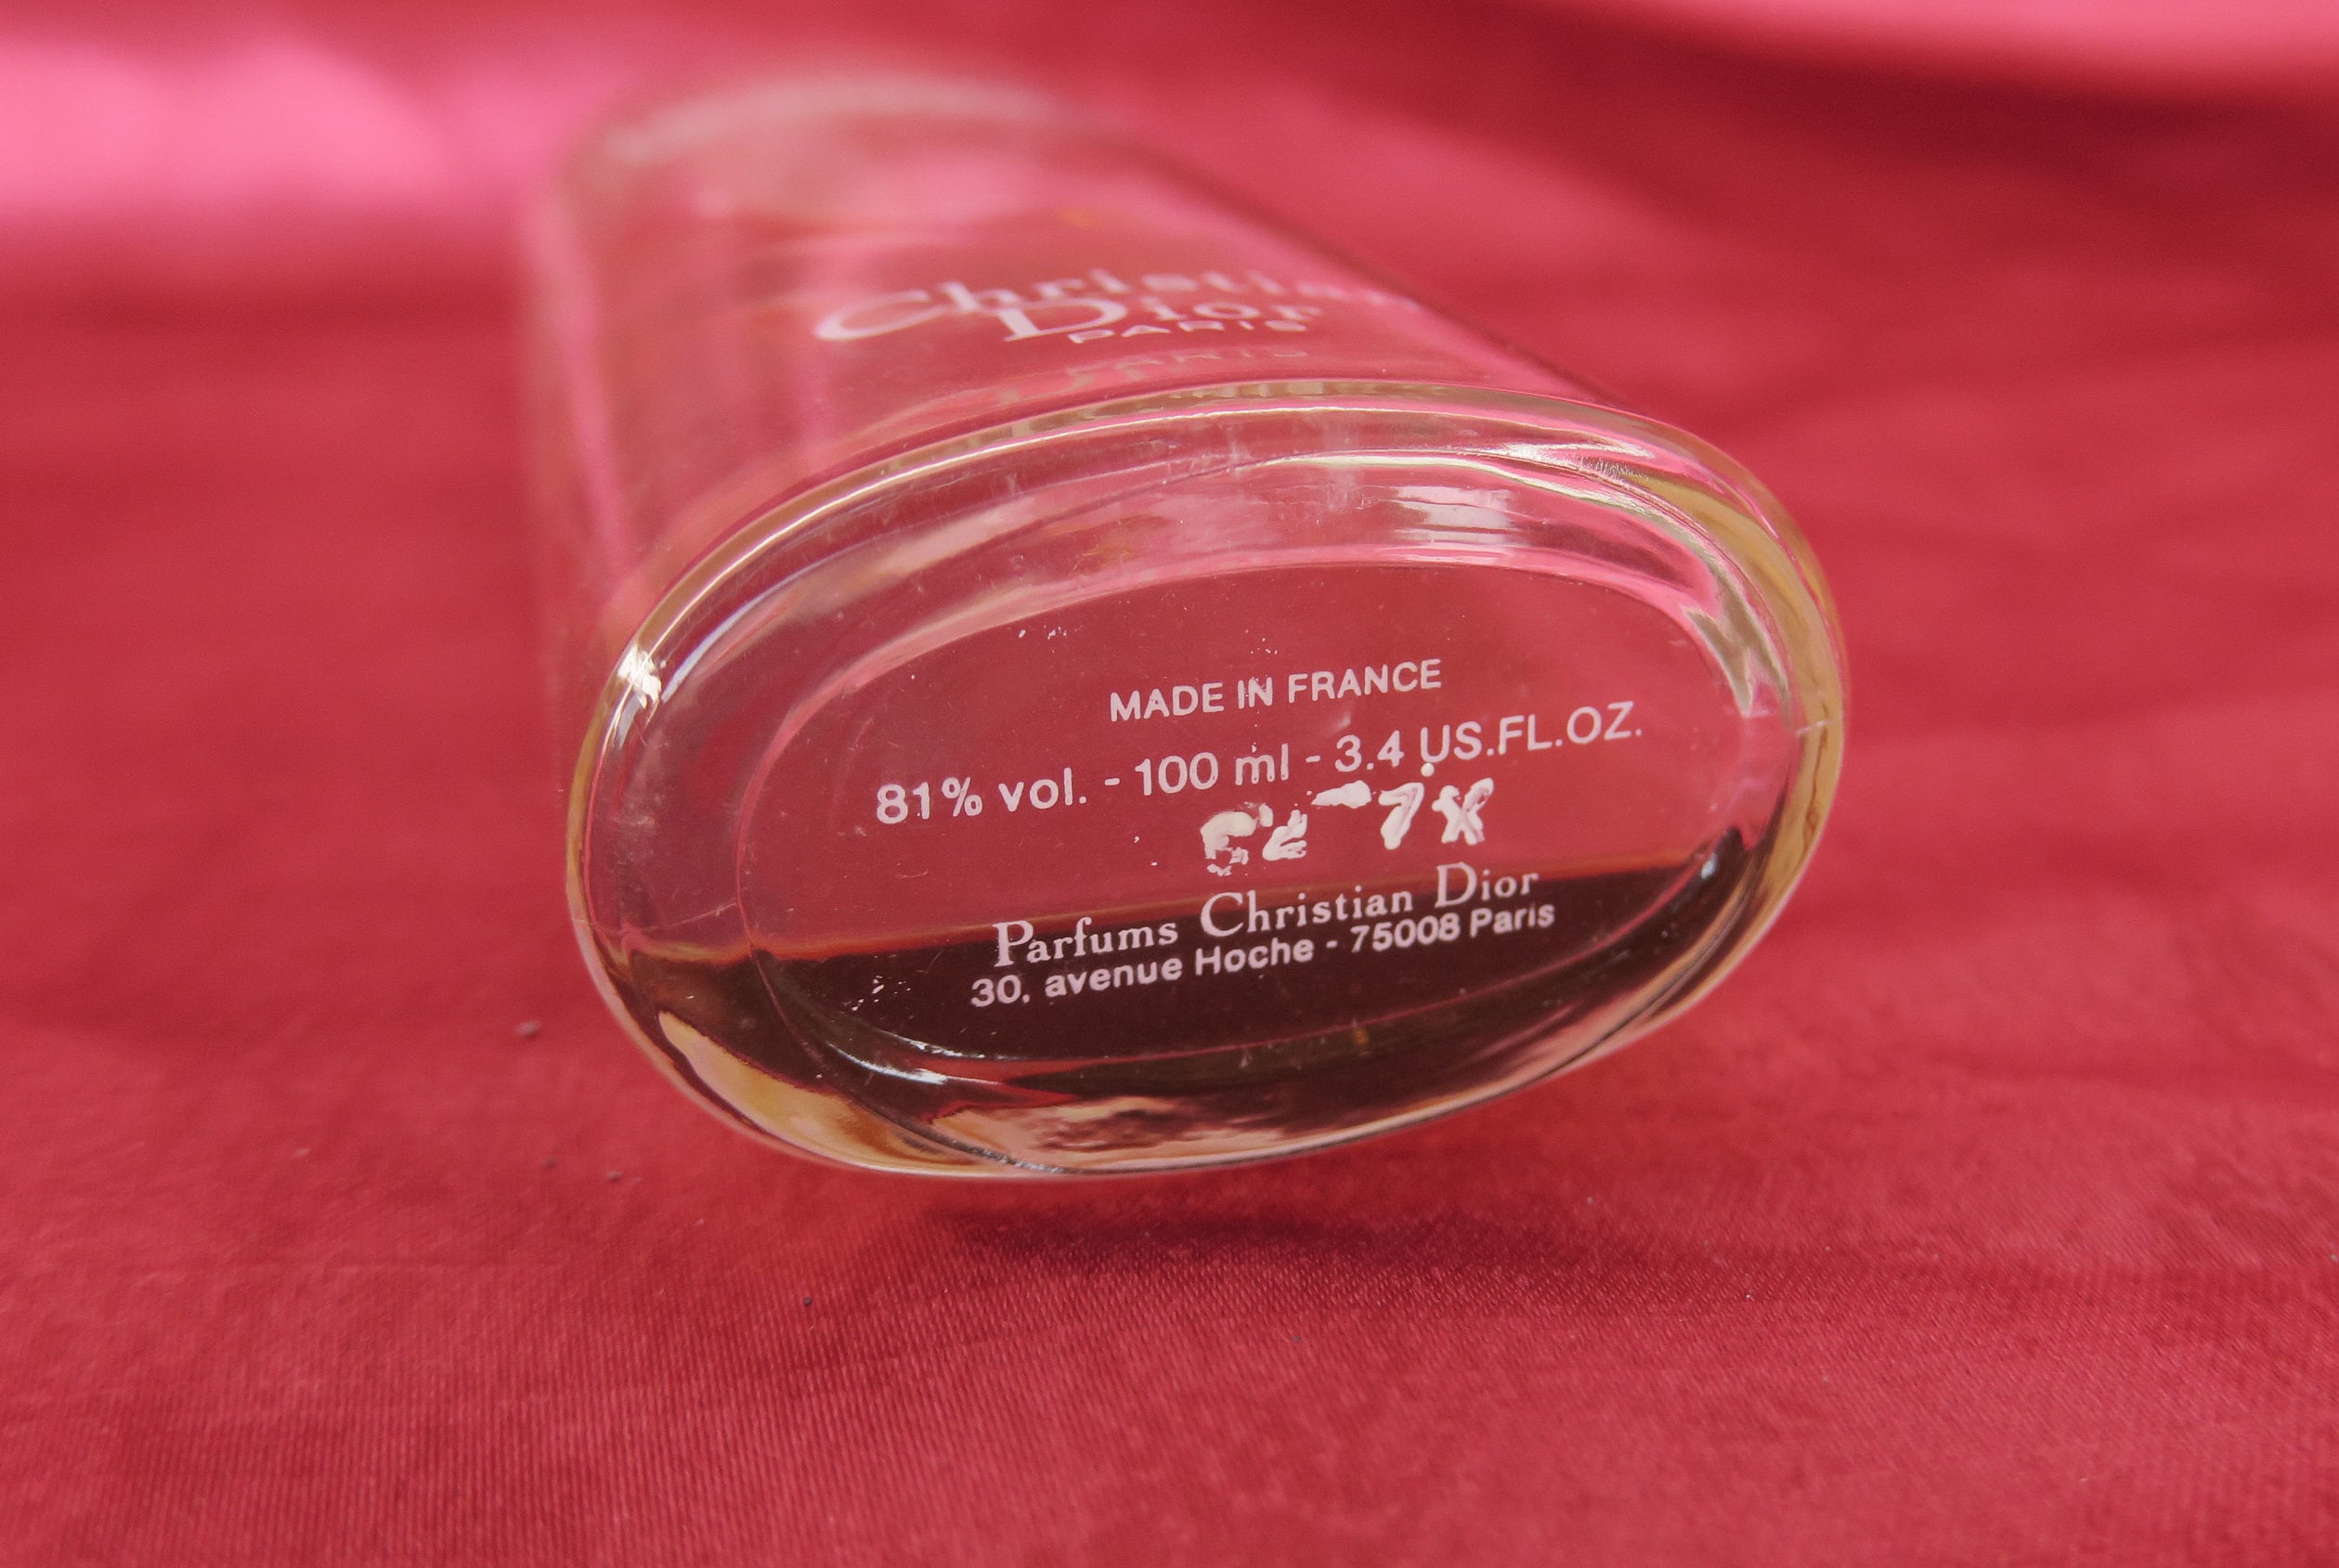 Christian
Dior
PARIS
MADE IN FRANCE
81% vol. - 100 ml - 3.4 US.FL.OZ.
Parfums Christian Dior
30, avenue Hoche - 75008 Paris